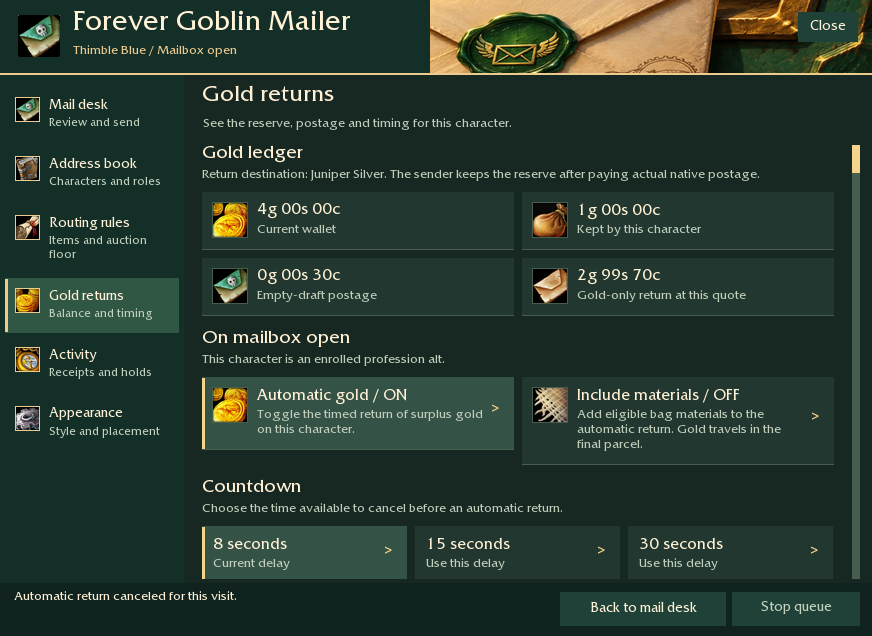 Forever Goblin Mailer
Thimble Blue / Mailbox open
Close
Mail desk
Review and send
Address book
Characters and roles
Routing rules
Items and auction
floor
Gold returns
Balance and timing
Activity
Receipts and holds
Appearance
Style and placement
Gold returns
See the reserve, postage and timing for this character.
Gold ledger
Return destination: Juniper Silver. The sender keeps the reserve after paying actual native postage.
4g 00s 00c
Current wallet
1g 00s 00c
Kept by this character
0g 00s 30c
Empty-draft postage
2g 99s 70c
Gold-only return at this quote
On mailbox open
This character is an enrolled profession alt.
Automatic gold / ON
Toggle the timed return of surplus gold
on this character.
>
Include materials / OFF
Add eligible bag materials to the
automatic return. Gold travels in the
final parcel.
>
Countdown
Choose the time available to cancel before an automatic return.
8 seconds
Current delay
>
15 seconds
Use this delay
>
30 seconds
Use this delay
>
Automatic return canceled for this visit.
Back to mail desk
Stop queue